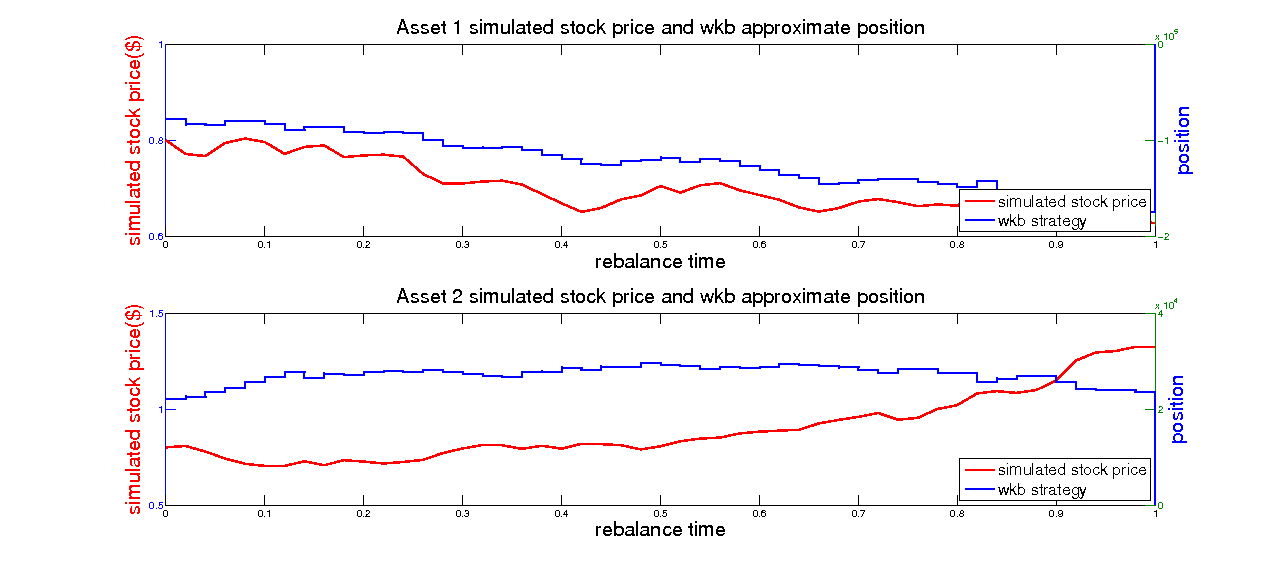 Asset 1 simulated stock price and wkb approximate position
x 10^5
simulated stock price($)
1
0.8
0.6
0
-1
-2
position
simulated stock price
wkb strategy
0 0.1 0.2 0.3 0.4 0.5 0.6 0.7 0.8 0.9 1
rebalance time
Asset 2 simulated stock price and wkb approximate position
x 10^4
simulated stock price($)
1.5
1
0.5
4
2
0
position
simulated stock price
wkb strategy
0 0.1 0.2 0.3 0.4 0.5 0.6 0.7 0.8 0.9 1
rebalance time